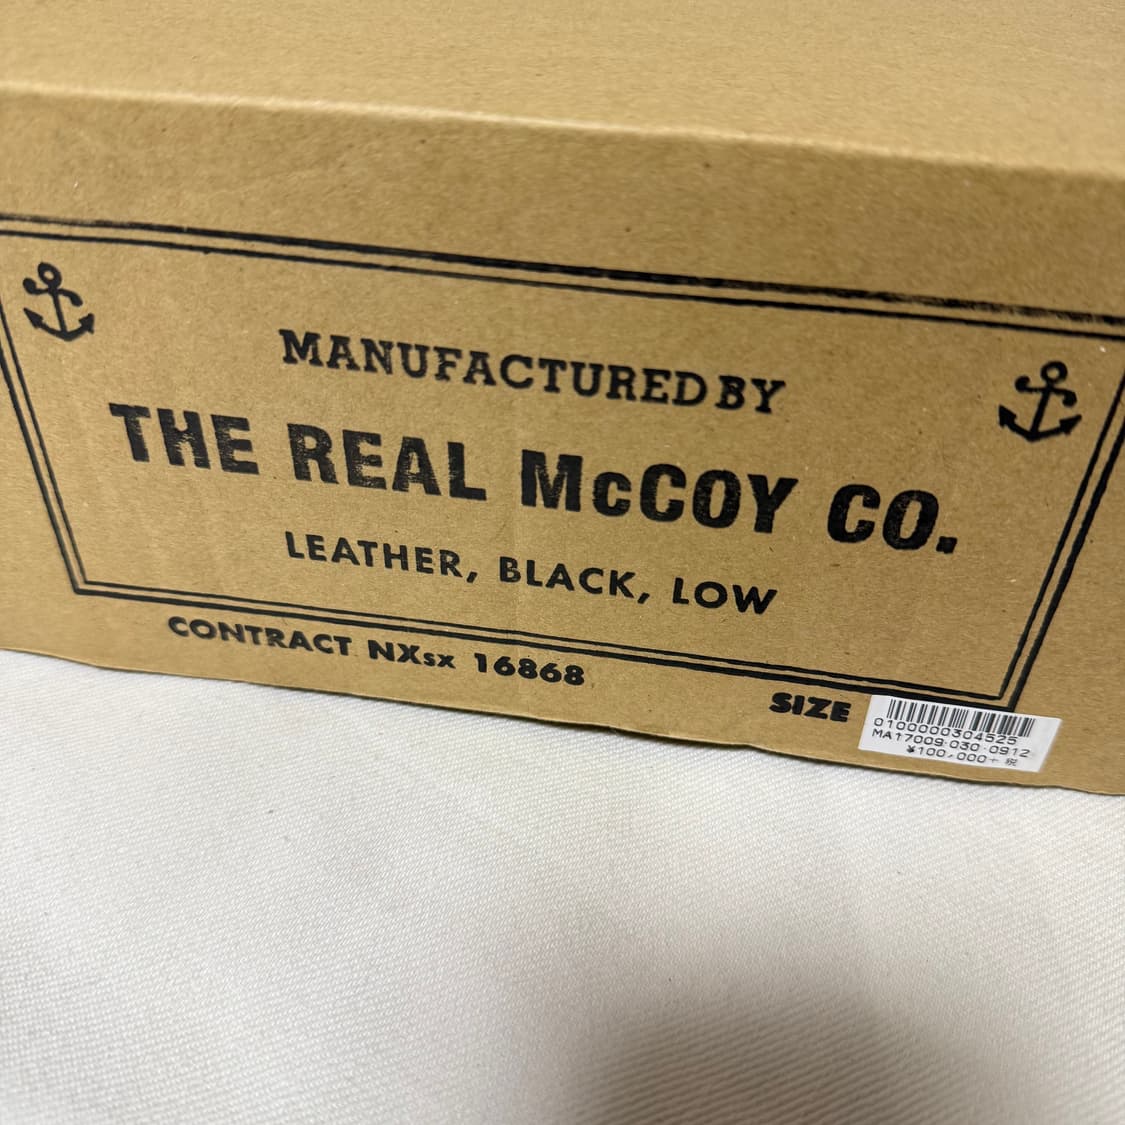 MANUFACTURED BY
THE REAL McCOY CO.
LEATHER, BLACK, LOW
CONTRACT NXsx 16868
SIZE
0100000304525
MA17009-030-0912
¥100,000+税